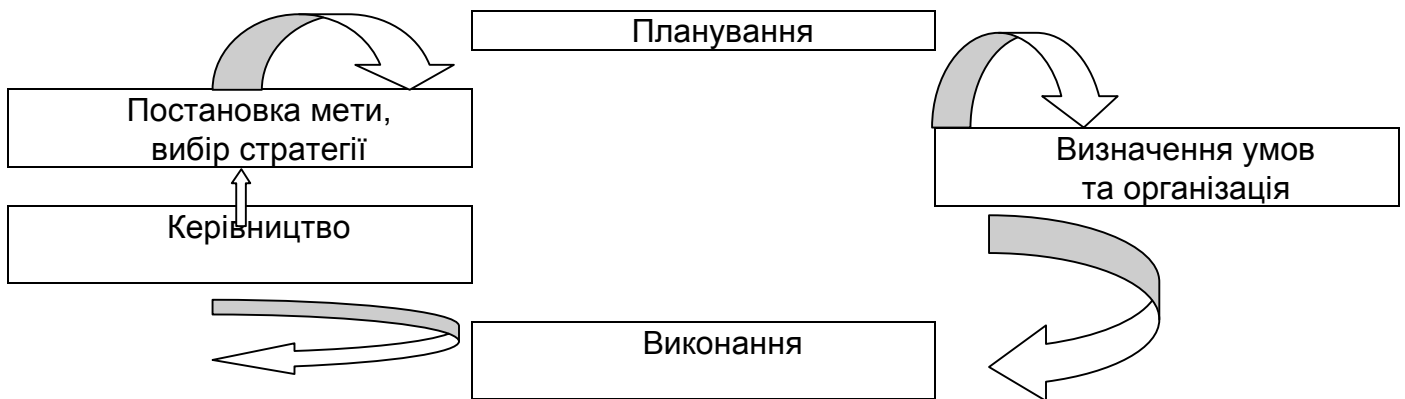 Планування
Постановка мети,
вибір стратегії
Визначення умов
та організація
Керівництво
Виконання